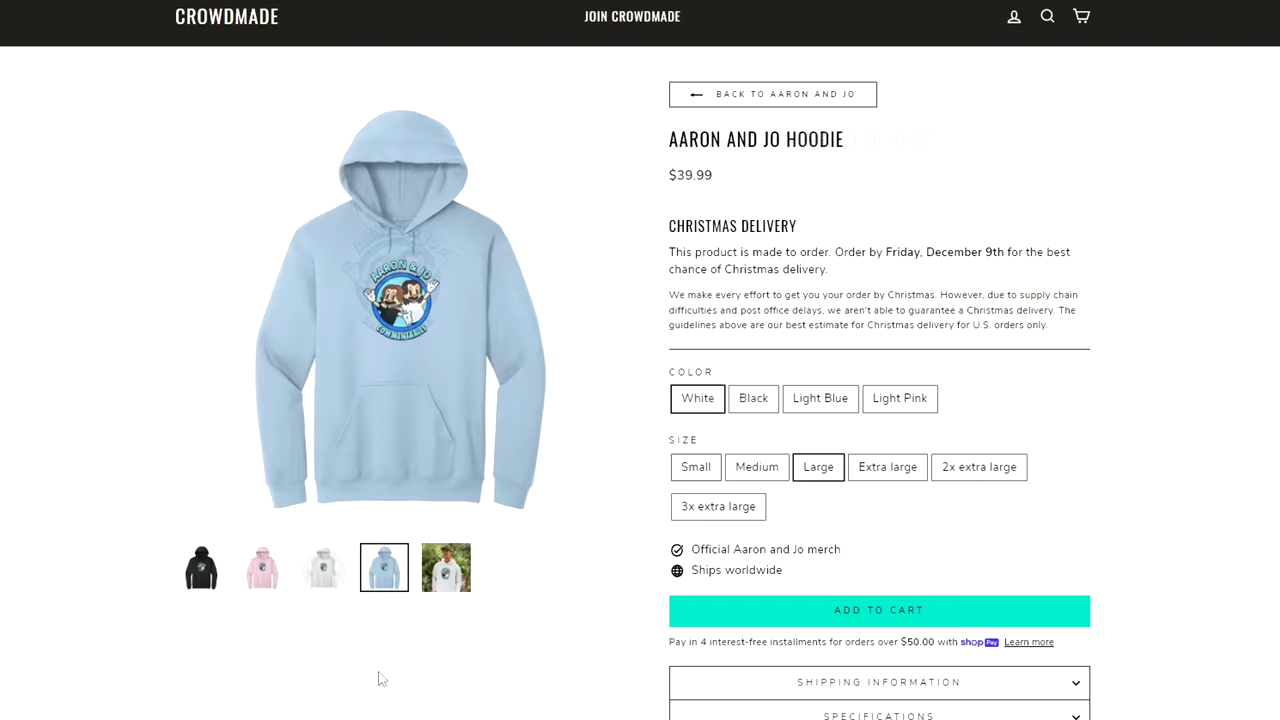 CROWDMADE
JOIN CROWDMADE
BACK TO AARON AND JO
AARON AND JO HOODIE
$39.99
CHRISTMAS DELIVERY
This product is made to order. Order by Friday, December 9th for the best
chance of Christmas delivery.
We make every effort to get you your order by Christmas. However, due to supply chain
difficulties and post office delays, we aren't able to guarantee a Christmas delivery. The
guidelines above are our best estimate for Christmas delivery for U.S. orders only.
AARON & JO
COMMENTARIES
COLOR
White Black Light Blue Light Pink
SIZE
Small Medium Large Extra large 2x extra large
3x extra large
Official Aaron and Jo merch
Ships worldwide
ADD TO CART
Pay in 4 interest-free installments for orders over $50.00 with shop Pay Learn more
SHIPPING INFORMATION
SPECIFICATIONS